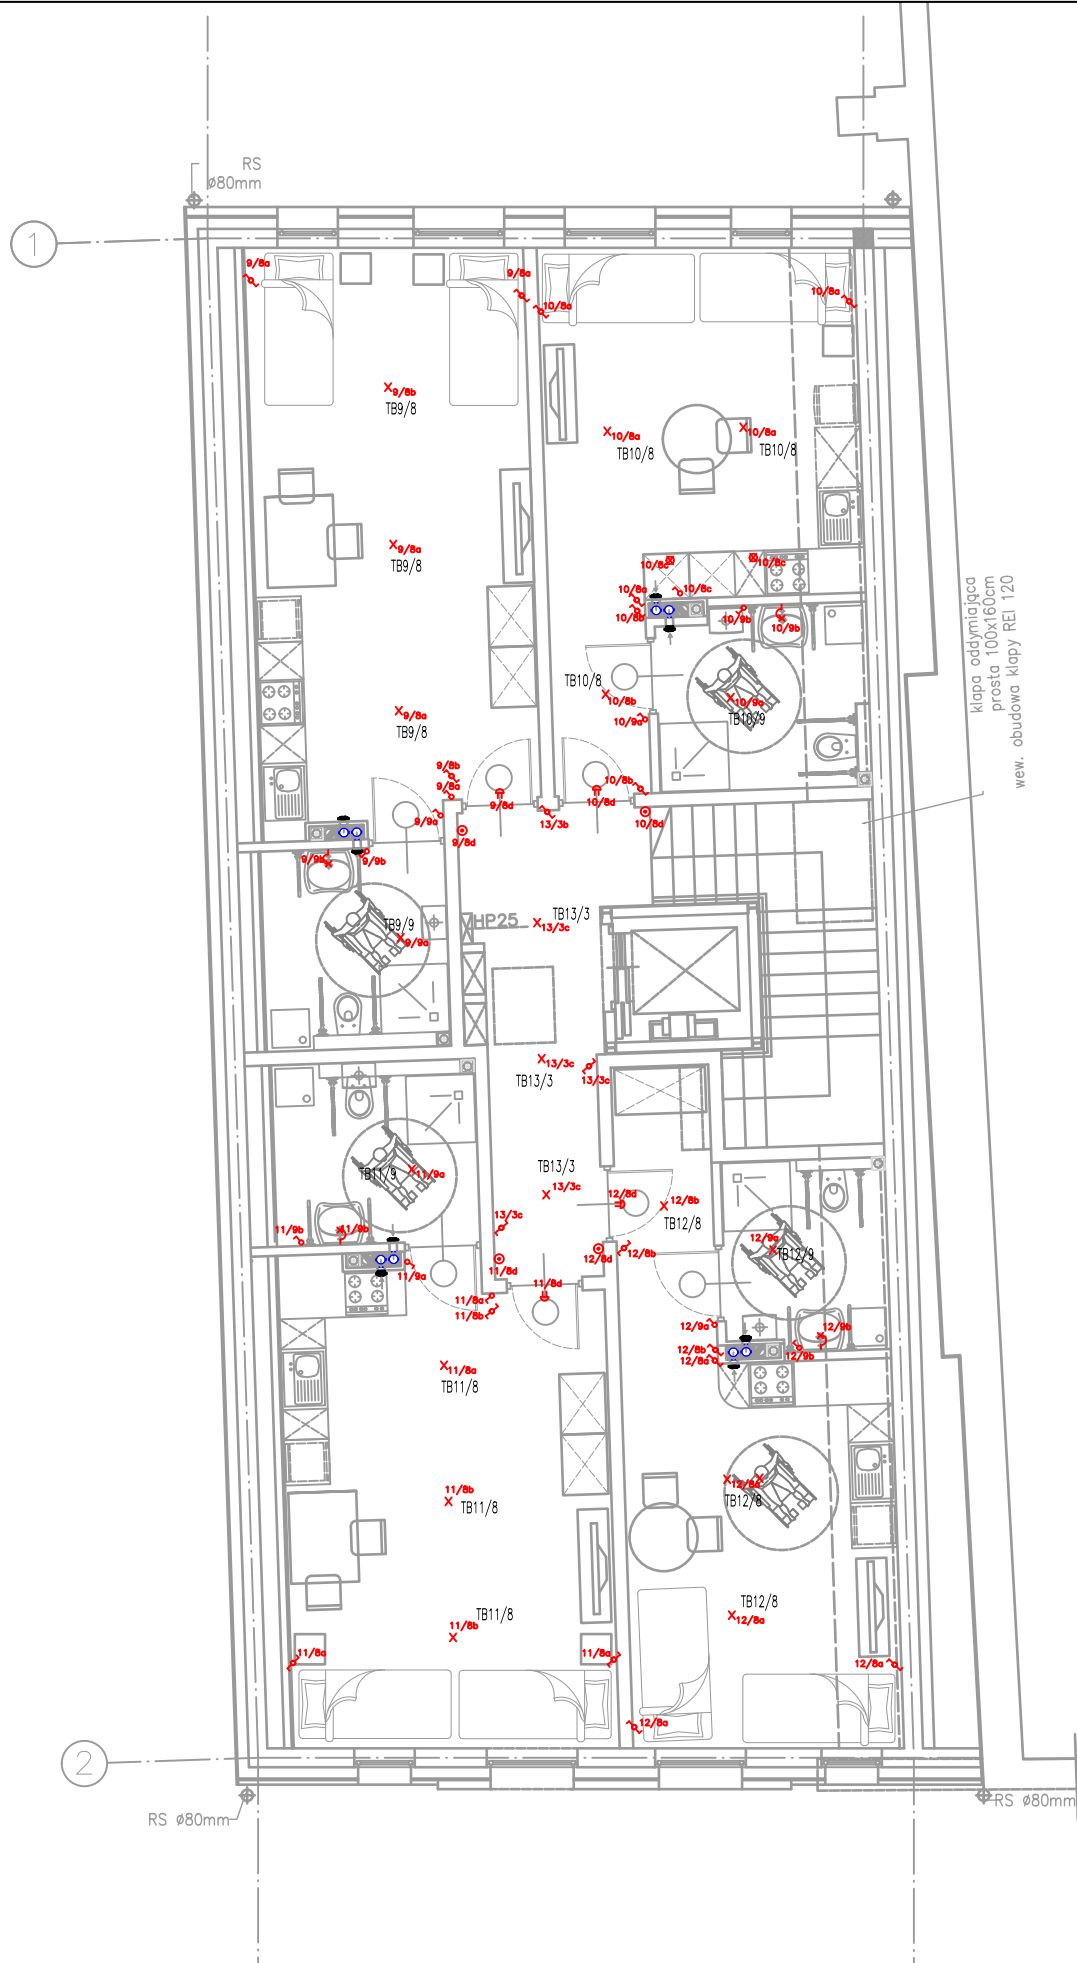 RS
ø80mm
1
9/8a
9/8a
10/8a
10/8a
9/8b
TB9/8
10/8a
TB10/8
10/8a
TB10/8
9/8a
TB9/8
10/8c
10/8c
10/8a
10/8c
10/8b
10/9b
10/9b
klapa oddymiająca
prosta 100x160cm
wew. obudowa klapy REI 120
TB10/8
10/8b
10/9a
10/9a
TB10/9
9/8a
TB9/8
9/8b
9/8a
10/8b
9/8d
10/8d
9/9a
13/3b
10/8d
9/8d
9/9b
9/9b
TB9/9
9/9a
HP25
TB13/3
13/3c
13/3c
TB13/3
13/3c
TB11/9
11/9a
TB13/3
13/3c
12/8d
12/8b
TB12/8
13/3c
11/9b
11/9b
12/8d
12/8b
12/9a
TB12/9
11/9a
11/8d
11/8d
11/8a
11/8b
12/9a
12/9b
12/8b
12/9b
12/8a
11/8a
TB11/8
11/8b
TB11/8
12/8a
TB12/8
TB12/8
12/8a
TB11/8
11/8b
11/8a
11/8a
12/8a
12/8a
2
RS ø80mm
RS ø80mm